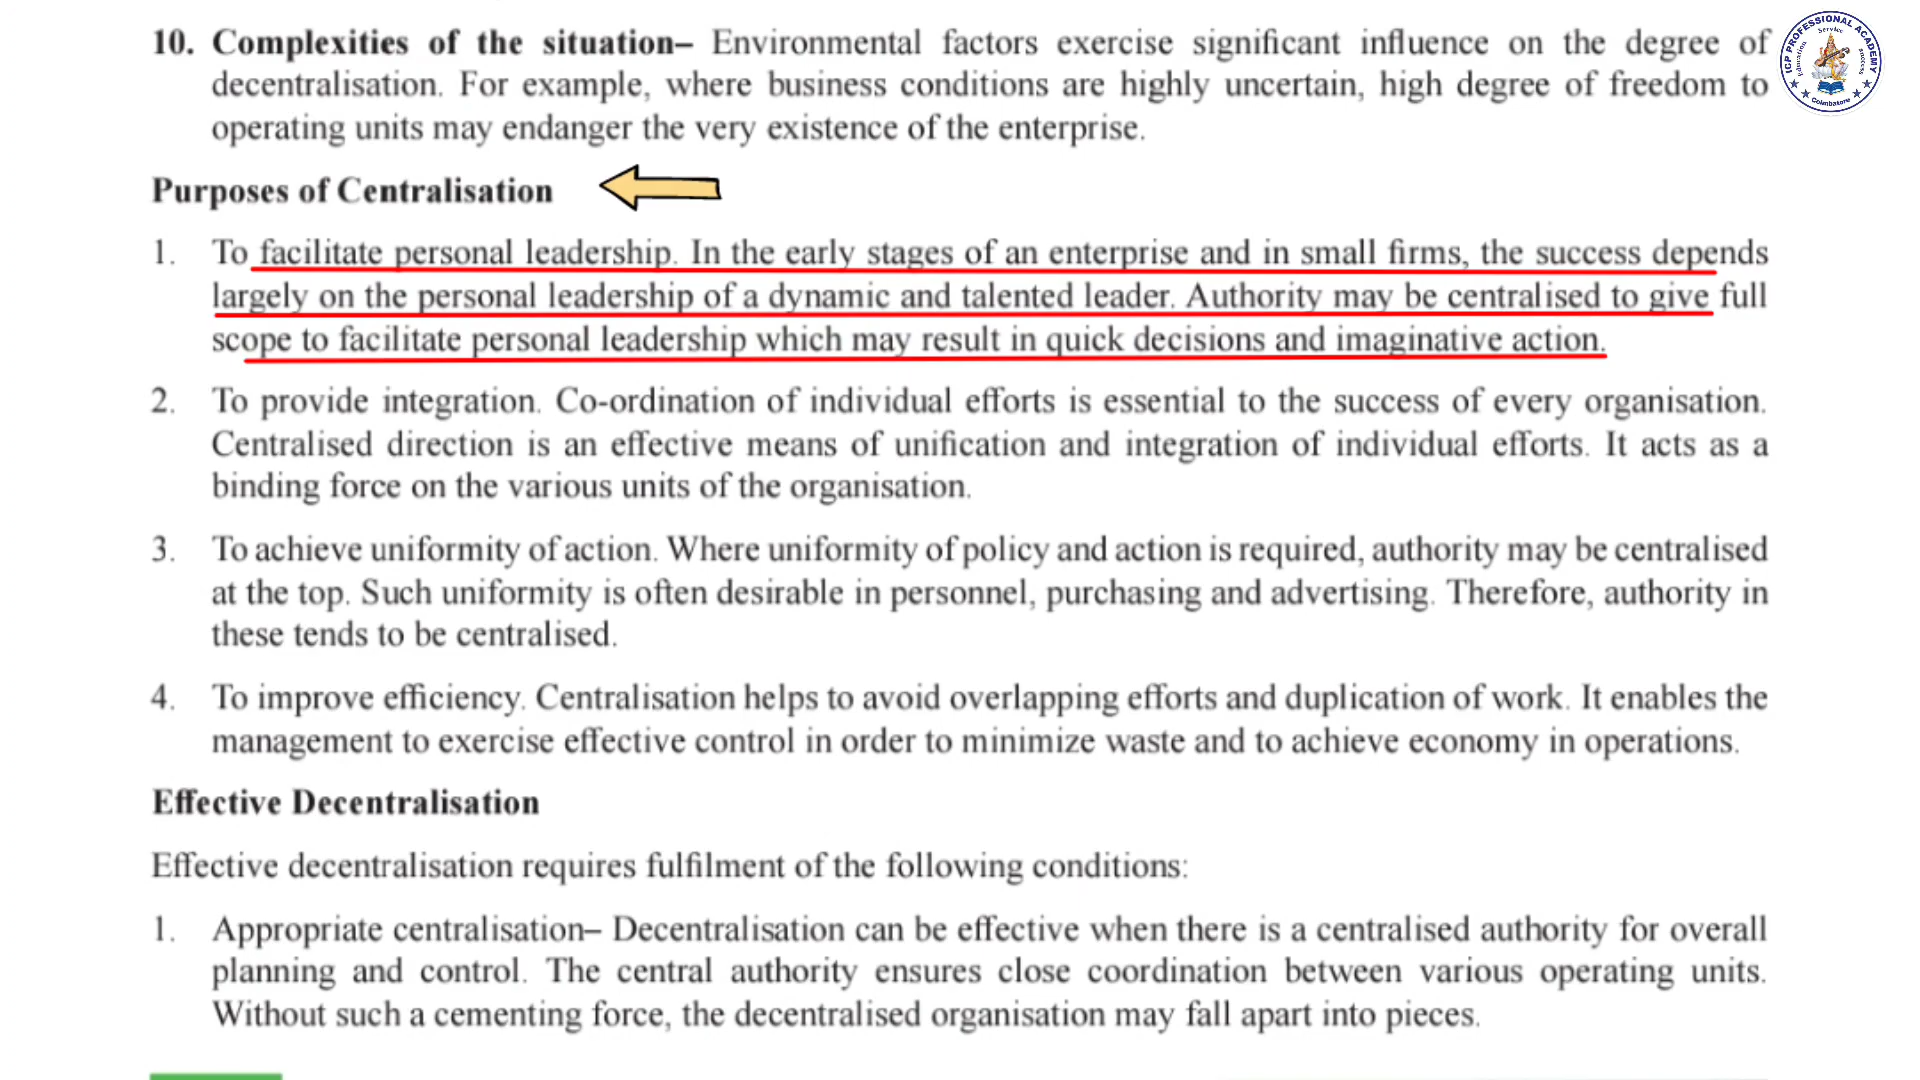 10. Complexities of the situation– Environmental factors exercise significant influence on the degree of
decentralisation. For example, where business conditions are highly uncertain, high degree of freedom to
operating units may endanger the very existence of the enterprise.
Purposes of Centralisation
1. To facilitate personal leadership. In the early stages of an enterprise and in small firms, the success depends
largely on the personal leadership of a dynamic and talented leader. Authority may be centralised to give full
scope to facilitate personal leadership which may result in quick decisions and imaginative action.
2. To provide integration. Co-ordination of individual efforts is essential to the success of every organisation.
Centralised direction is an effective means of unification and integration of individual efforts. It acts as a
binding force on the various units of the organisation.
3. To achieve uniformity of action. Where uniformity of policy and action is required, authority may be centralised
at the top. Such uniformity is often desirable in personnel, purchasing and advertising. Therefore, authority in
these tends to be centralised.
4. To improve efficiency. Centralisation helps to avoid overlapping efforts and duplication of work. It enables the
management to exercise effective control in order to minimize waste and to achieve economy in operations.
Effective Decentralisation
Effective decentralisation requires fulfilment of the following conditions:
1. Appropriate centralisation– Decentralisation can be effective when there is a centralised authority for overall
planning and control. The central authority ensures close coordination between various operating units.
Without such a cementing force, the decentralised organisation may fall apart into pieces.
ICP PROFESSIONAL ACADEMY
Service
Education
Success
Coimbatore